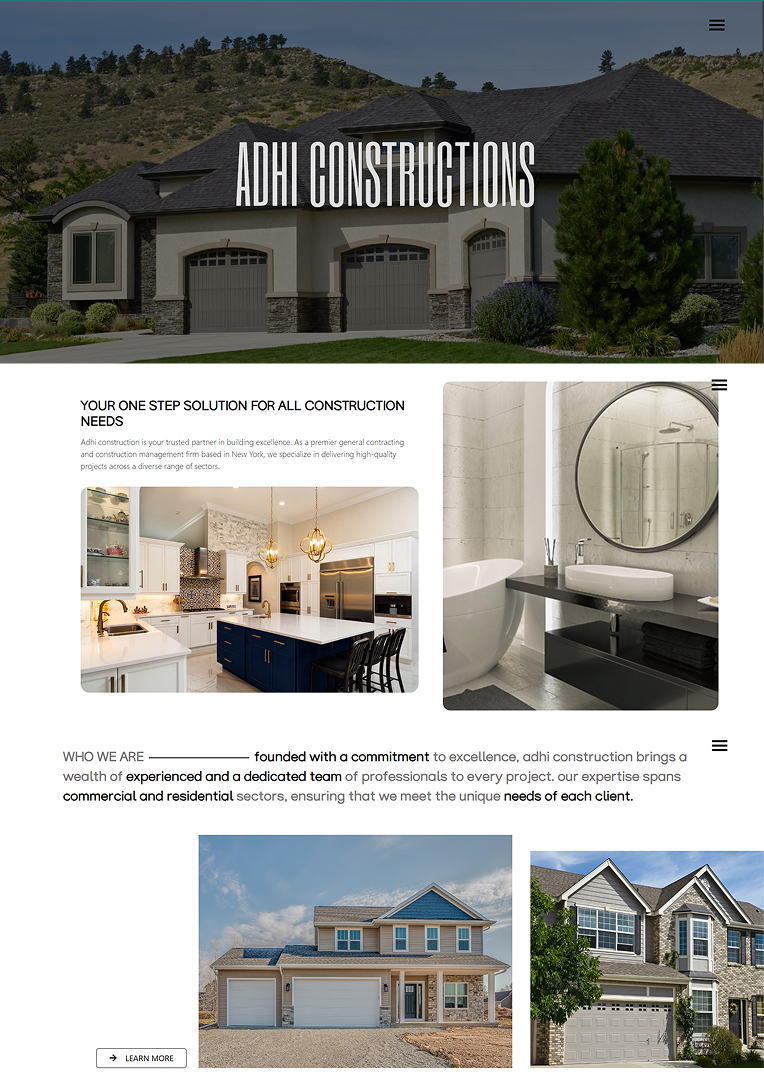 ADHI CONSTRUCTIONS
YOUR ONE STEP SOLUTION FOR ALL CONSTRUCTION
NEEDS
Adhi construction is your trusted partner in building excellence. As a premier general contracting
and construction management firm based in New York, we specialize in delivering high-quality
projects across a diverse range of sectors.
WHO WE ARE founded with a commitment to excellence, adhi construction brings a
wealth of experienced and a dedicated team of professionals to every project. our expertise spans
commercial and residential sectors, ensuring that we meet the unique needs of each client.
LEARN MORE